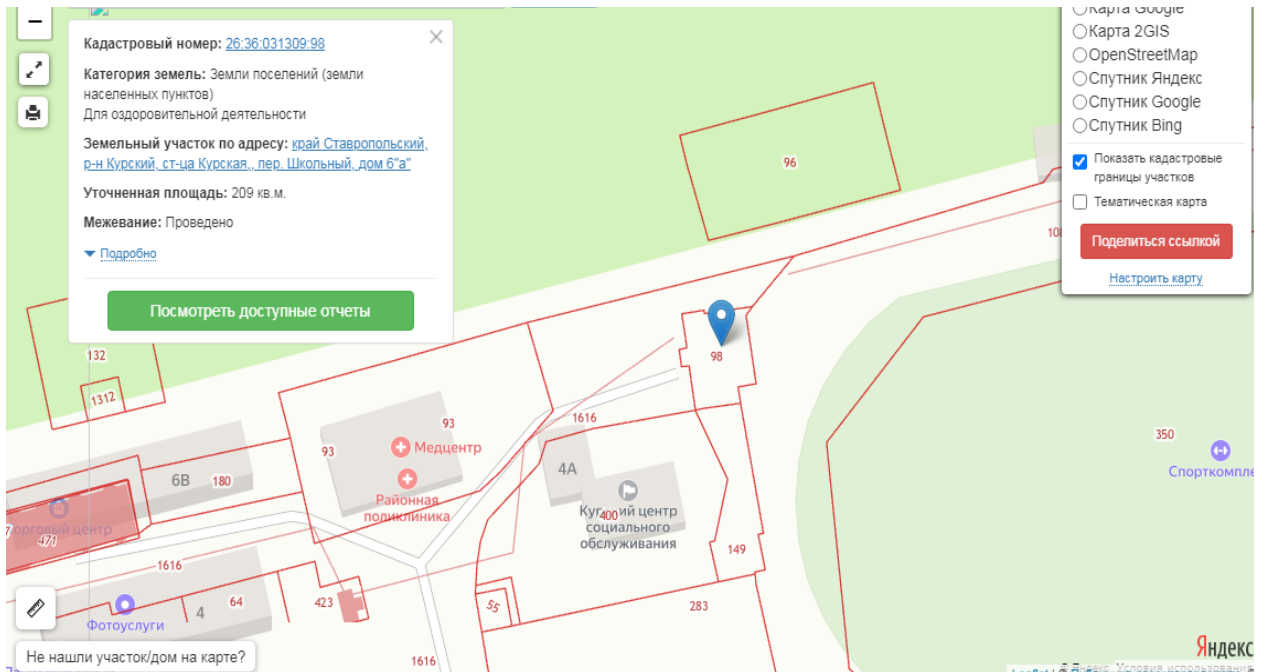 Кадастровый номер: 26:36:031309:98
Категория земель: Земли поселений (земли
населенных пунктов)
Для оздоровительной деятельности
Земельный участок по адресу: край Ставропольский,
р-н Курский, ст-ца Курская,, пер. Школьный, дом 6"а"
Уточненная площадь: 209 кв.м.
Межевание: Проведено
Подробно
Посмотреть доступные отчеты
Карта Google
Карта 2GIS
OpenStreetMap
Спутник Яндекс
Спутник Google
Спутник Bing
Показать кадастровые
границы участков
Тематическая карта
Поделиться ссылкой
Настроить карту
96
98
132
1312
93
93
Медцентр
Районная
поликлиника
1616
4А
400
центр
социального
обслуживания
149
350
Спорткомпле
6В
180
471
центр
1616
64
4
Фотоуслуги
423
55
283
1616
Не нашли участок/дом на карте?
Яндекс
Условия использования